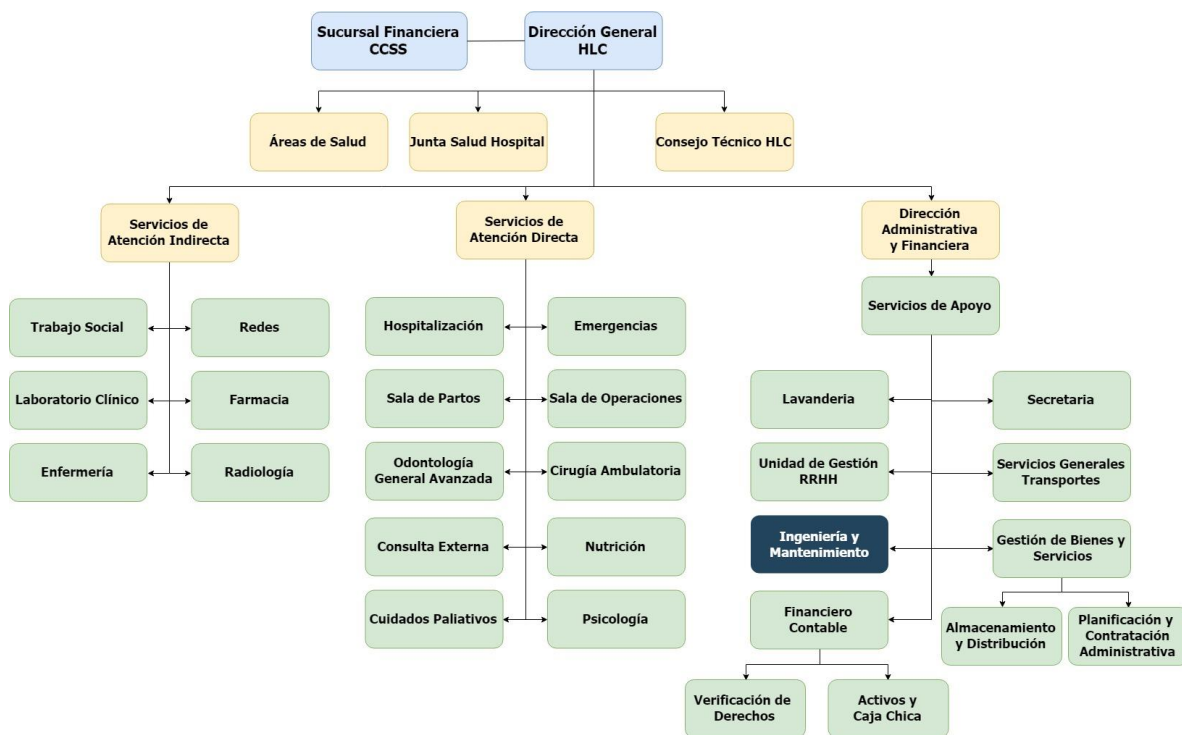 Sucursal Financiera
CCSS
Dirección General
HLC
Áreas de Salud
Junta Salud Hospital
Consejo Técnico HLC
Servicios de
Atención Indirecta
Servicios de
Atención Directa
Dirección
Administrativa
y Financiera
Servicios de Apoyo
Trabajo Social
Redes
Laboratorio Clínico
Farmacia
Enfermería
Radiología
Hospitalización
Emergencias
Sala de Partos
Sala de Operaciones
Odontología
General Avanzada
Cirugía Ambulatoria
Consulta Externa
Nutrición
Cuidados Paliativos
Psicología
Lavanderia
Secretaria
Unidad de Gestión
RRHH
Servicios Generales
Transportes
Ingeniería y
Mantenimiento
Gestión de Bienes y
Servicios
Financiero
Contable
Almacenamiento
y Distribución
Planificación y
Contratación
Administrativa
Verificación de
Derechos
Activos y
Caja Chica